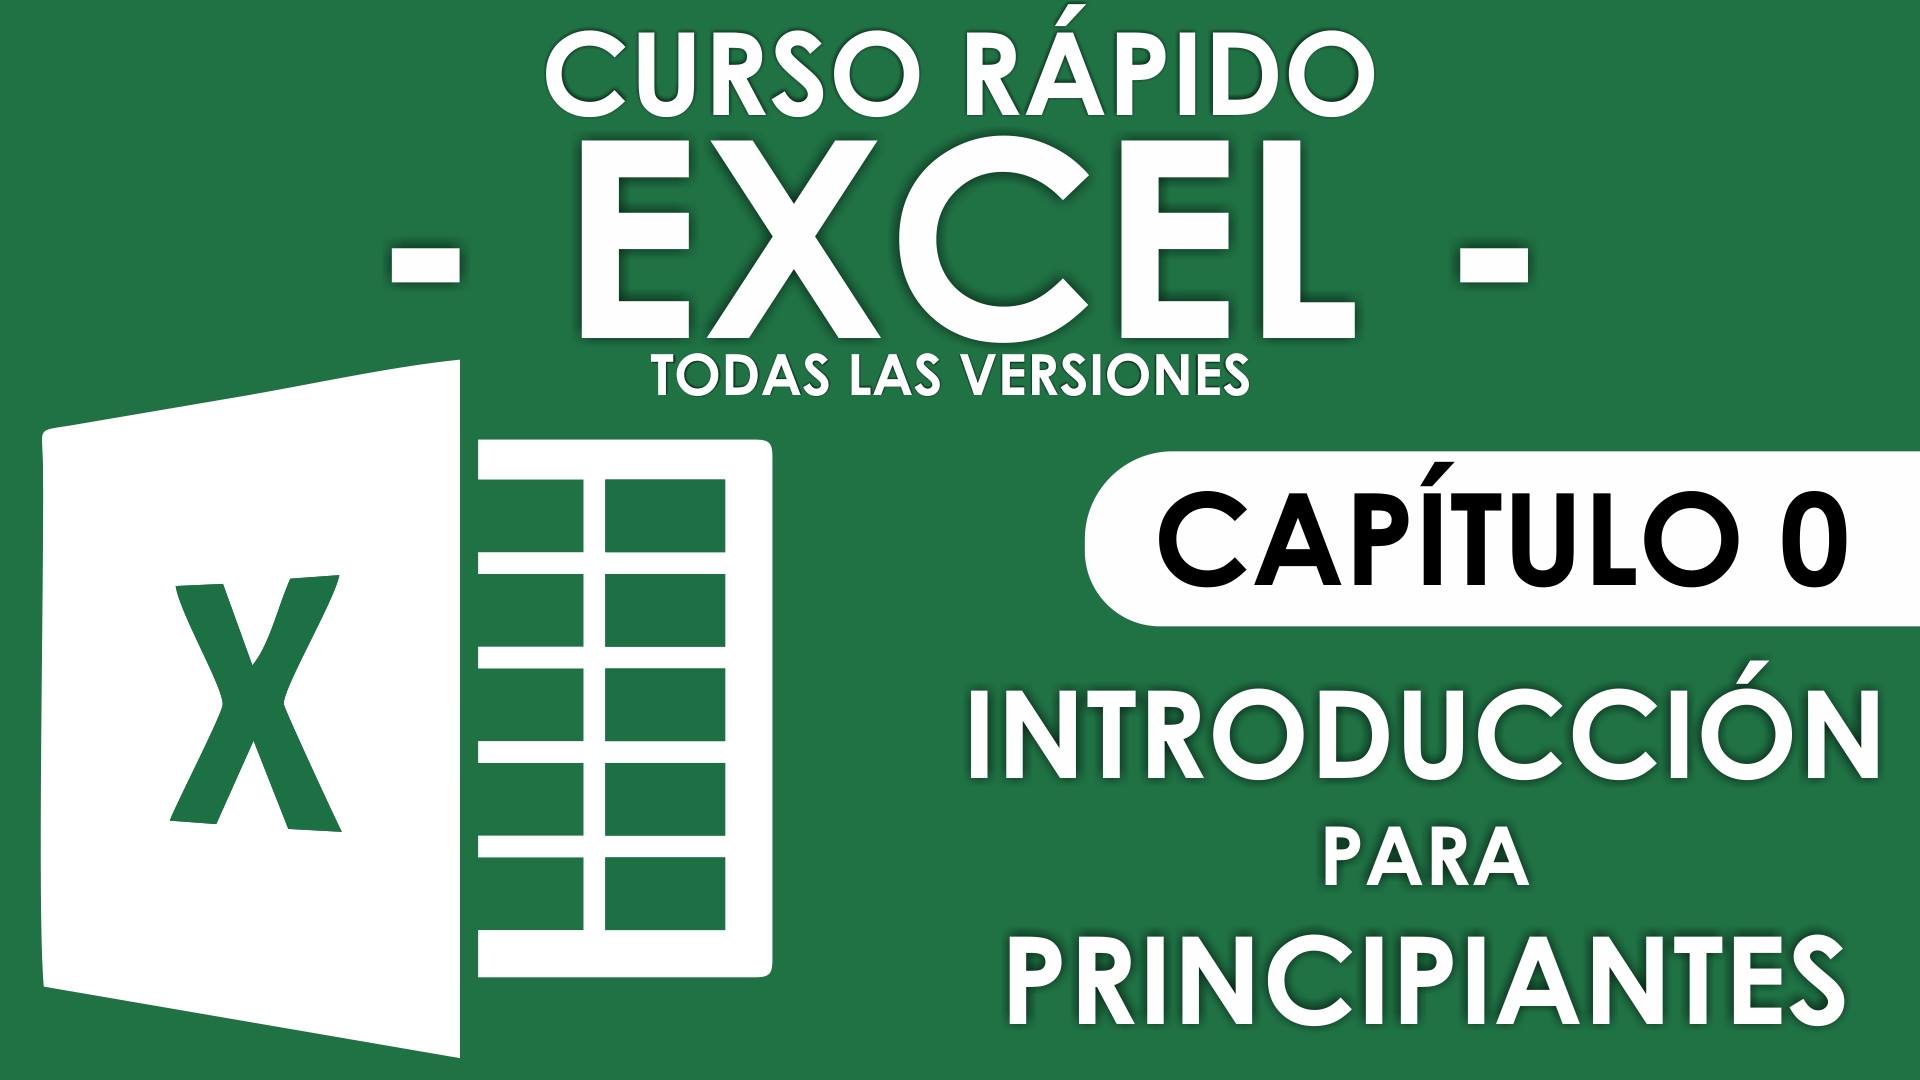 CURSO RÁPIDO
- EXCEL -
TODAS LAS VERSIONES
X
CAPÍTULO 0
INTRODUCCIÓN
PARA
PRINCIPIANTES